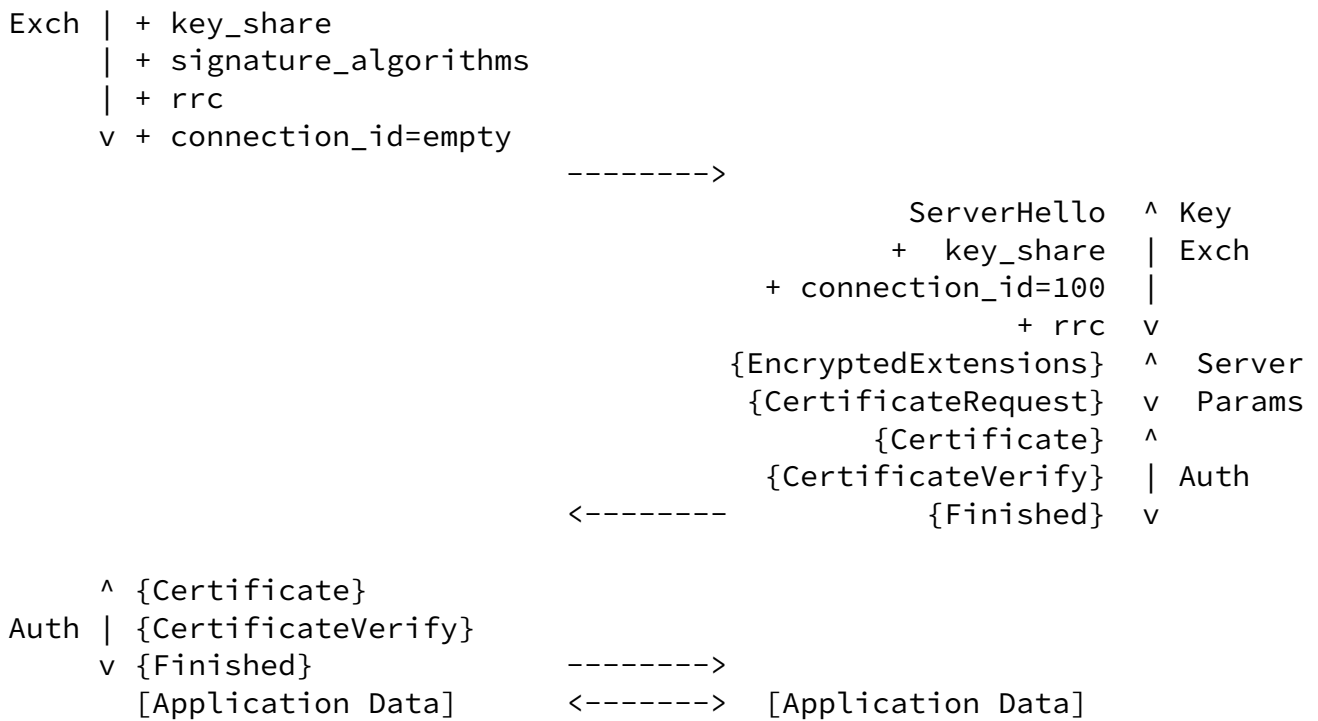 Exch | + key_share
     | + signature_algorithms
     | + rrc
     v + connection_id=empty
                               -------->
                                                  ServerHello  ^ Key
                                                 +  key_share  | Exch
                                          + connection_id=100  |
                                                        + rrc  v
                                        {EncryptedExtensions}  ^  Server
                                         {CertificateRequest}  v  Params
                                                {Certificate}  ^
                                          {CertificateVerify}  | Auth
                               <--------           {Finished}  v
     ^ {Certificate}
Auth | {CertificateVerify}
     v {Finished}              -------->
       [Application Data]      <------->  [Application Data]